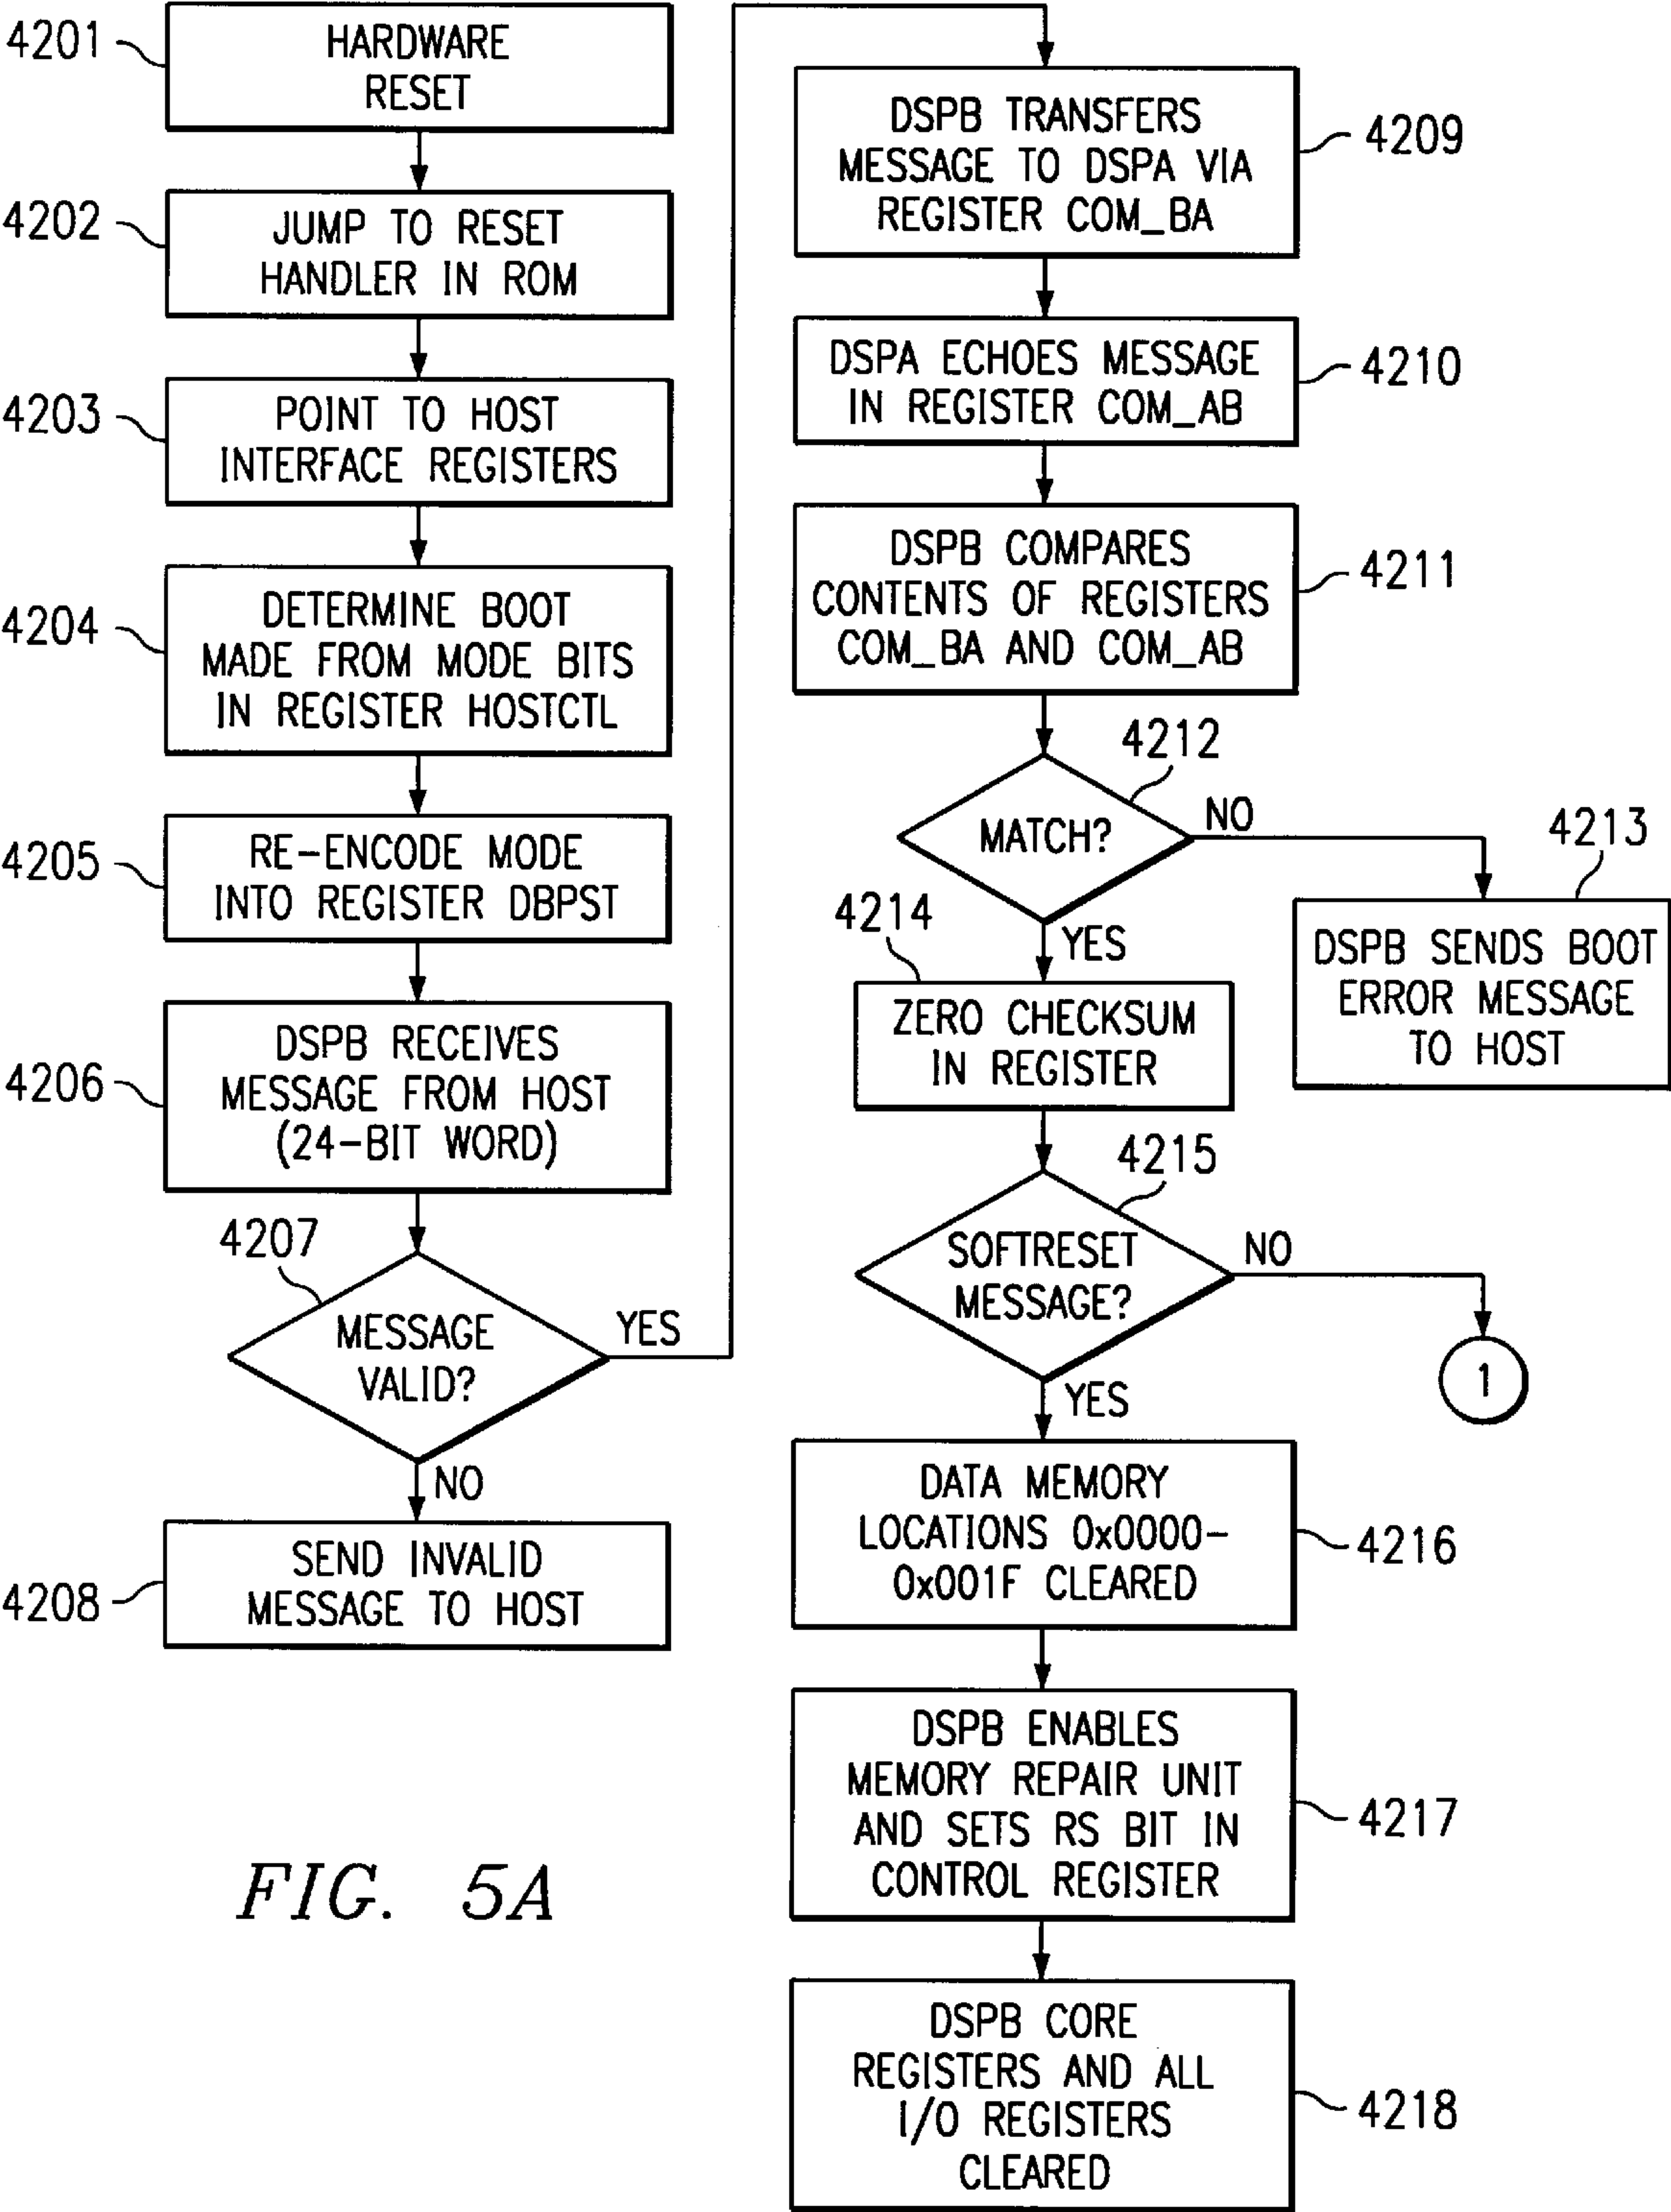 4201
HARDWARE
RESET
4202
JUMP TO RESET
HANDLER IN ROM
4203
POINT TO HOST
INTERFACE REGISTERS
4204
DETERMINE BOOT
MADE FROM MODE BITS
IN REGISTER HOSTCTL
4205
RE-ENCODE MODE
INTO REGISTER DBPST
4206
DSPB RECEIVES
MESSAGE FROM HOST
(24-BIT WORD)
4207
MESSAGE
VALID?
YES
NO
4208
SEND INVALID
MESSAGE TO HOST
DSPB TRANSFERS
MESSAGE TO DSPA VIA
REGISTER COM_BA
4209
DSPA ECHOES MESSAGE
IN REGISTER COM_AB
4210
DSPB COMPARES
CONTENTS OF REGISTERS
COM_BA AND COM_AB
4211
4212
MATCH?
NO
4213
DSPB SENDS BOOT
ERROR MESSAGE
TO HOST
YES
4214
ZERO CHECKSUM
IN REGISTER
4215
SOFTRESET
MESSAGE?
NO
1
YES
DATA MEMORY
LOCATIONS 0x0000-
0x001F CLEARED
4216
DSPB ENABLES
MEMORY REPAIR UNIT
AND SETS RS BIT IN
CONTROL REGISTER
4217
DSPB CORE
REGISTERS AND ALL
I/O REGISTERS
CLEARED
4218
FIG. 5A